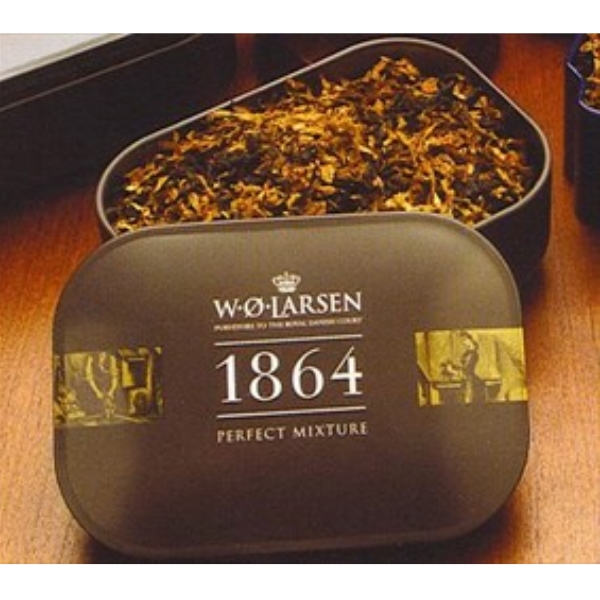 W·Ø·LARSEN
PURVEYORS TO THE ROYAL DANISH COURT
1864
PERFECT MIXTURE